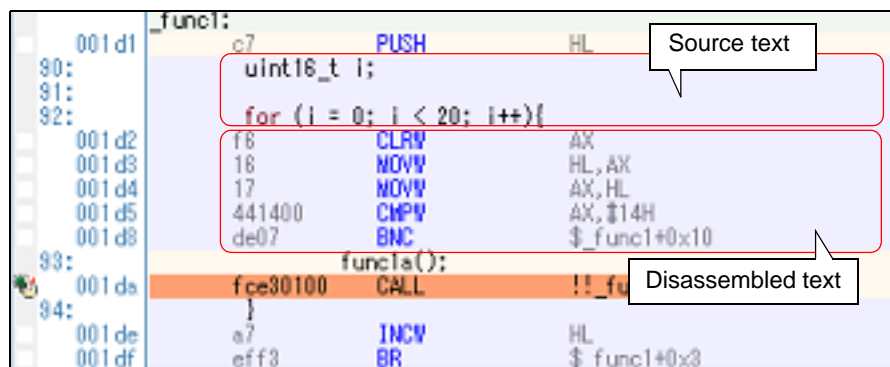 _func1:
001d1 c7 PUSH HL
Source text
90: uint16_t i;
91:
92: for (i = 0; i < 20; i++){
001d2 f6 CLRW AX
001d3 16 MOVW HL,AX
001d4 17 MOVW AX,HL
001d5 441400 CMPW AX,#14H
001d8 de07 BNC $_func1+0x10
93: func1a();
Disassembled text
001da fce30100 CALL !!_fu
94: }
001de a7 INCW HL
001df eff3 BR $_func1+0x3